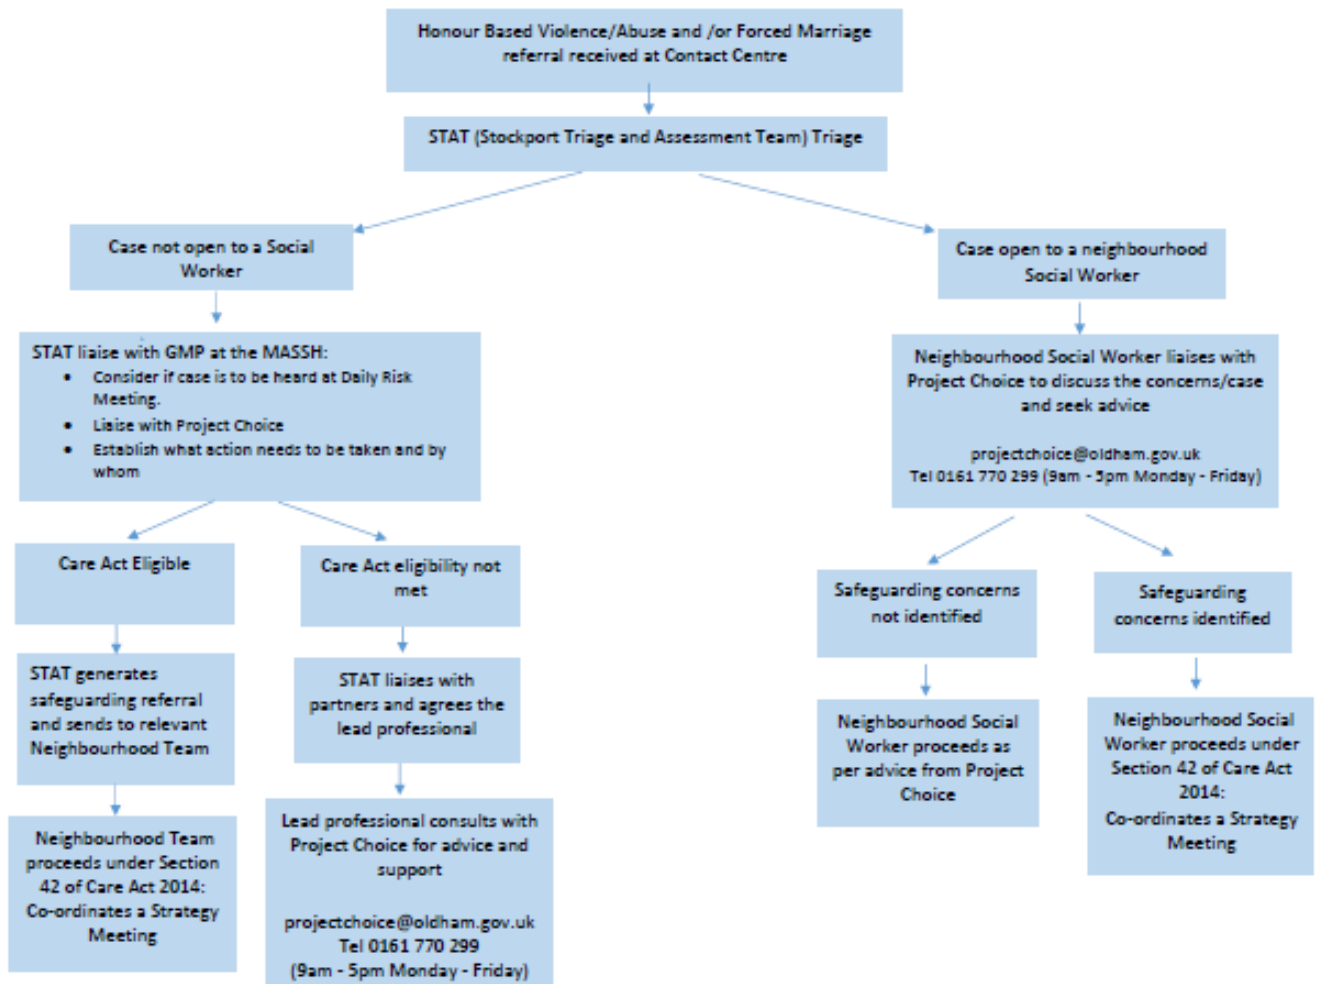 Honour Based Violence/Abuse and /or Forced Marriage
referral received at Contact Centre
STAT (Stockport Triage and Assessment Team) Triage
Case not open to a Social
Worker
Case open to a neighbourhood
Social Worker
STAT liaise with GMP at the MASSH:
• Consider if case is to be heard at Daily Risk
Meeting.
• Liaise with Project Choice
• Establish what action needs to be taken and by
whom
Neighbourhood Social Worker liaises with
Project Choice to discuss the concerns/case
and seek advice
projectchoice@oldham.gov.uk
Tel 0161 770 299 (9am - 5pm Monday - Friday)
Care Act Eligible
Care Act eligibility not
met
Safeguarding concerns
not identified
Safeguarding
concerns identified
STAT generates
safeguarding referral
and sends to relevant
Neighbourhood Team
STAT liaises with
partners and agrees the
lead professional
Neighbourhood Social
Worker proceeds as
per advice from Project
Choice
Neighbourhood Social
Worker proceeds under
Section 42 of Care Act
2014:
Co-ordinates a Strategy
Meeting
Neighbourhood Team
proceeds under Section
42 of Care Act 2014:
Co-ordinates a Strategy
Meeting
Lead professional consults with
Project Choice for advice and
support
projectchoice@oldham.gov.uk
Tel 0161 770 299
(9am - 5pm Monday - Friday)